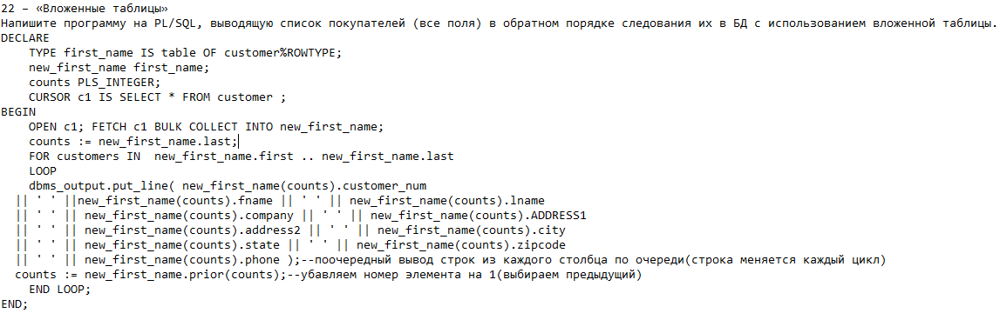 22 – «Вложенные таблицы»
Напишите программу на PL/SQL, выводящую список покупателей (все поля) в обратном порядке следования их в БД с использованием вложенной таблицы.
DECLARE
    TYPE first_name IS table OF customer%ROWTYPE;
    new_first_name first_name;
    counts PLS_INTEGER;
    CURSOR c1 IS SELECT * FROM customer ;
BEGIN
    OPEN c1; FETCH c1 BULK COLLECT INTO new_first_name;
    counts := new_first_name.last;
    FOR customers IN  new_first_name.first .. new_first_name.last
    LOOP
    dbms_output.put_line( new_first_name(counts).customer_num
  || ' ' ||new_first_name(counts).fname || ' ' || new_first_name(counts).lname
  || ' ' || new_first_name(counts).company || ' ' || new_first_name(counts).ADDRESS1
  || ' ' || new_first_name(counts).address2 || ' ' || new_first_name(counts).city
  || ' ' || new_first_name(counts).state || ' ' || new_first_name(counts).zipcode
  || ' ' || new_first_name(counts).phone );--поочередный вывод строк из каждого столбца по очереди(строка меняется каждый цикл)
  counts := new_first_name.prior(counts);--убавляем номер элемента на 1(выбираем предыдущий)
    END LOOP;
END;